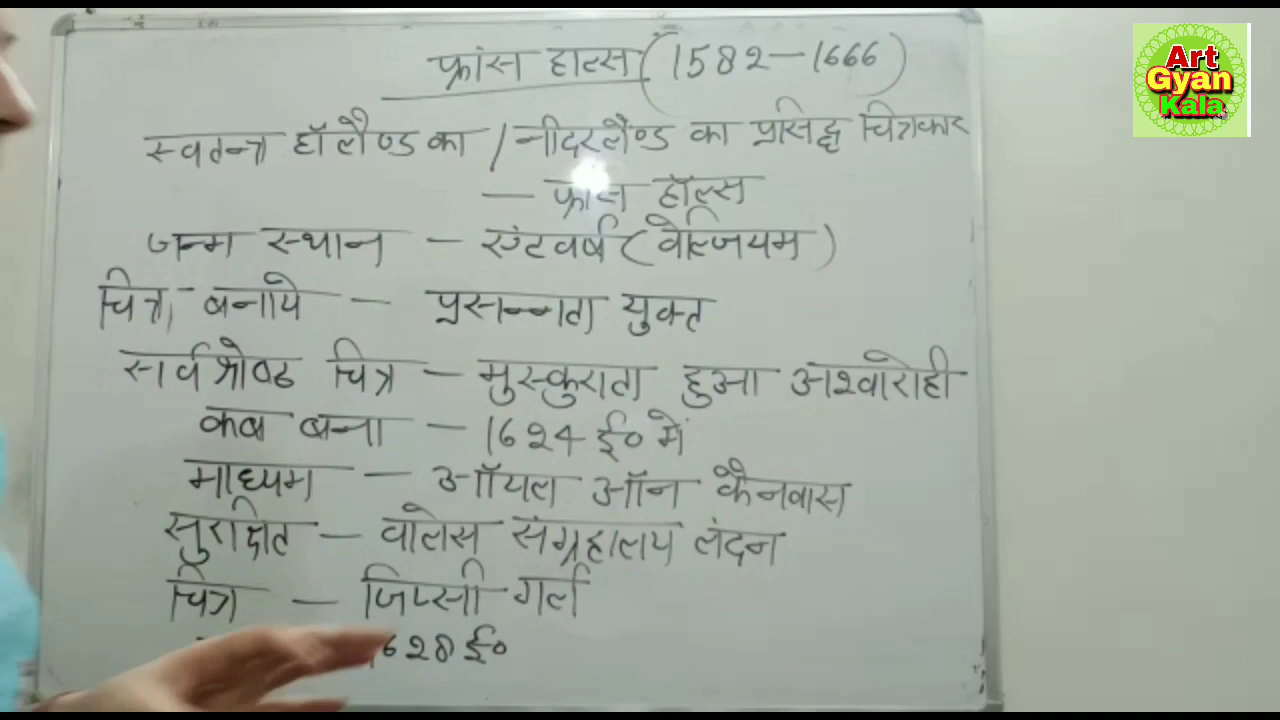 फ्रांस हाल्स (1582-1666)
स्वतन्त्र हॉलैण्ड का / नीदरलैण्ड का प्रसिद्ध चित्रकार
— फ्रांस हॉल्स
जन्म स्थान — एंटवर्ष (वेल्जियम)
चित्र बनाये — प्रसन्नता युक्त
सर्वश्रेष्ठ चित्र — मुस्कुराता हुआ अश्वारोही
कब बना — 1624 ई० में
माध्यम — ऑयल ऑन कैनवास
सुरक्षित — वालेस संग्रहालय लंदन
चित्र — जिप्सी गर्ल
1628 ई०
Art
Gyan
Kala